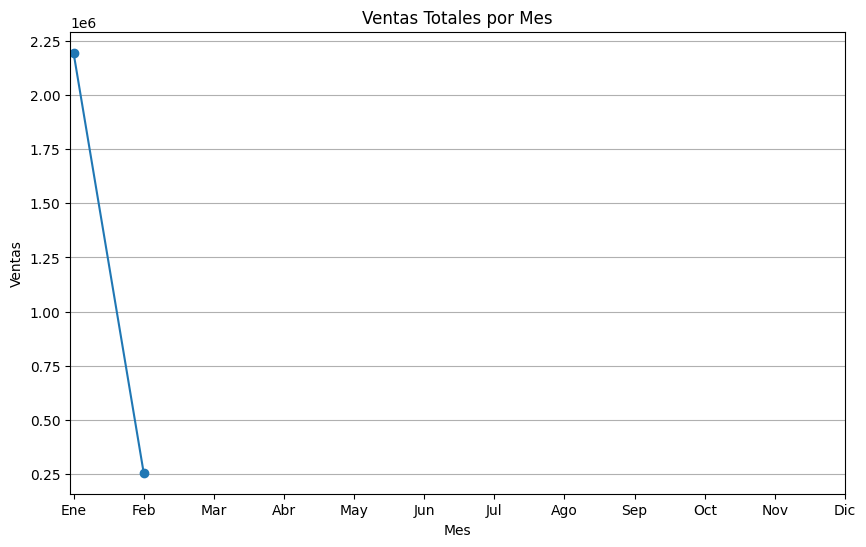 Ventas Totales por Mes
1e6
2.25
2.00
1.75
1.50
1.25
1.00
0.75
0.50
0.25
Ventas
Ene Feb Mar Abr May Jun Jul Ago Sep Oct Nov Dic
Mes